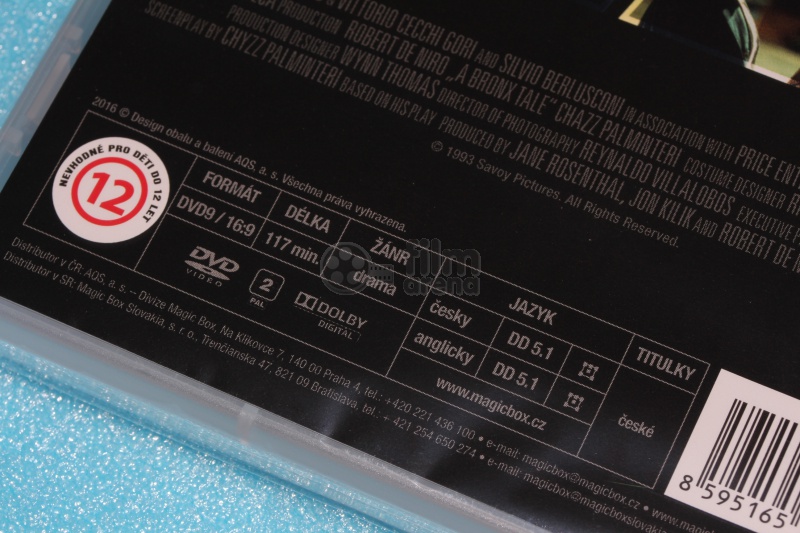 VITTORIO CECCHI GORI AND SILVIO BERLUSCONI IN ASSOCIATION WITH PRICE
PRODUCTION ROBERT DE NIRO „A BRONX TALE“ CHAZZ PALMINTERI COSTUME DESIGNER
PRODUCTION DESIGNER WYNN THOMAS DIRECTOR OF PHOTOGRAPHY REYNALDO VILLALOBOS EXECUTIVE
SCREENPLAY BY CHYZZ PALMINTERI BASED ON HIS PLAY PRODUCED BY JANE ROSENTHAL, JON KILIK AND ROBERT DE
© 1993 Savoy Pictures. All Rights Reserved.
2016 © Design obalu a balení AQS, a. s. Všechna práva vyhrazena.
NEVHODNÉ PRO DĚTI DO 12 LET
12
FORMÁT DÉLKA ŽÁNR
DVD9 / 16:9 117 min. drama
JAZYK TITULKY
česky DD 5.1
anglicky DD 5.1
české
www.magicbox.cz
DVD
VIDEO
2
PAL
DOLBY
DIGITAL
film
arena
Distributor v ČR: AQS, a. s. – Divize Magic Box, Na Klikovce 7, 140 00 Praha 4, tel.: +420 221 436 100 • e-mail: magicbox@magicbox.cz • www.magicbox
Distributor v SR: Magic Box Slovakia, s. r. o., Trenčianska 47, 821 09 Bratislava, tel.: + 421 254 650 274 • e-mail: magicbox@magicboxslovakia
8 595165